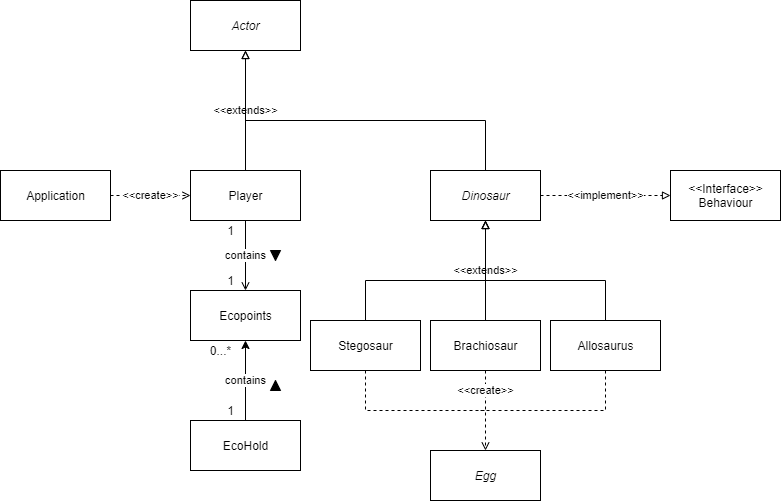 Actor
<<extends>>
Application
<<create>>
Player
Dinosaur
<<implement>>
<<Interface>>
Behaviour
1
contains
1
<<extends>>
Ecopoints
Stegosaur
Brachiosaur
Allosaurus
0...*
contains
<<create>>
1
EcoHold
Egg